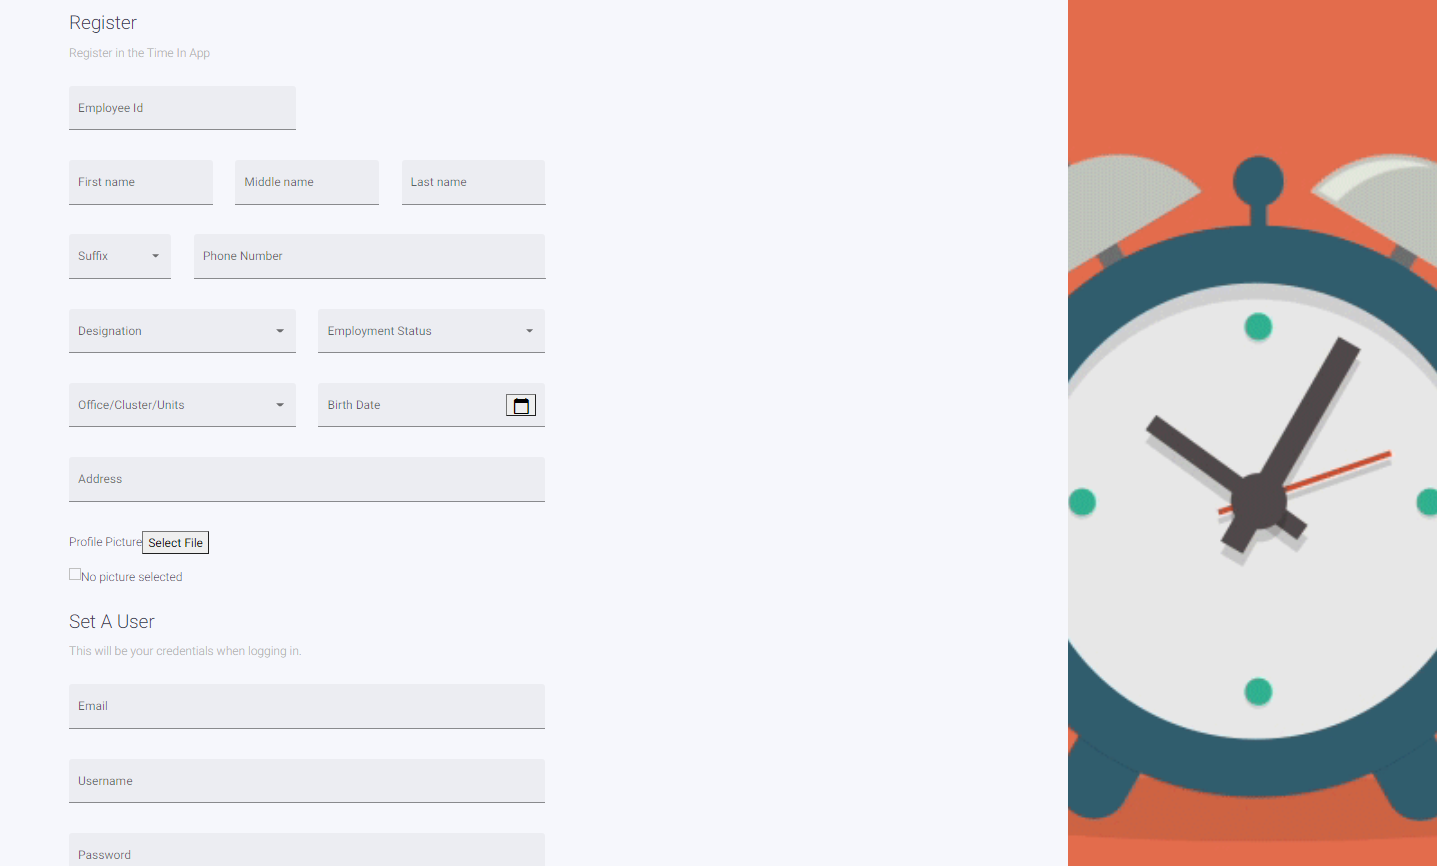 Register
Register in the Time In App
Employee Id
First name Middle name Last name
Suffix Phone Number
Designation Employment Status
Office/Cluster/Units Birth Date
Address
Profile Picture Select File
No picture selected
Set A User
This will be your credentials when logging in.
Email
Username
Password